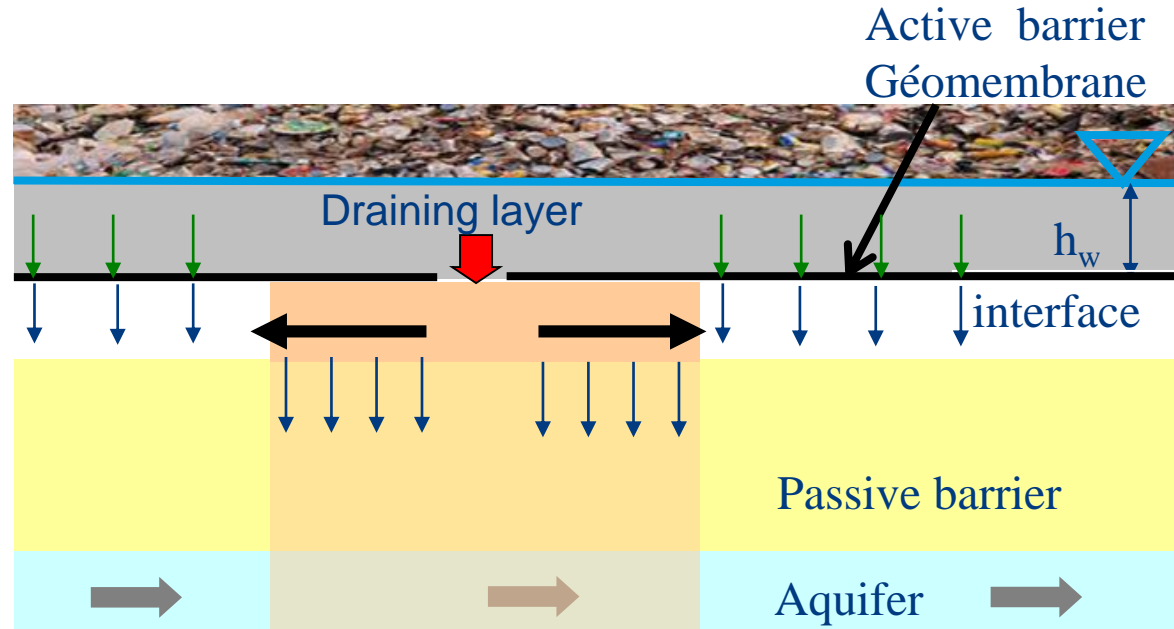 Active barrier
Géomembrane
Draining layer
h_w
interface
Passive barrier
Aquifer